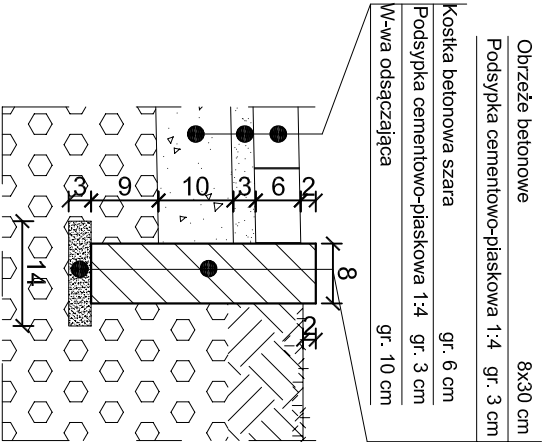 Obrzeże betonowe 8x30 cm
Podsypka cementowo-piaskowa 1:4 gr. 3 cm
Kostka betonowa szara gr. 6 cm
Podsypka cementowo-piaskowa 1:4 gr. 3 cm
W-wa odsączająca gr. 10 cm
3 9 10 3 6 2
8
14
2